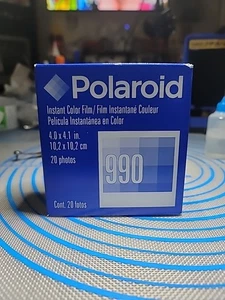 Polaroid
Instant Color Film/ Film Instantané Couleur
Película Instantánea en Color
4.0 x 4.1 in.
10,2 x 10,2 cm
20 photos
990
Cont. 20 fotos